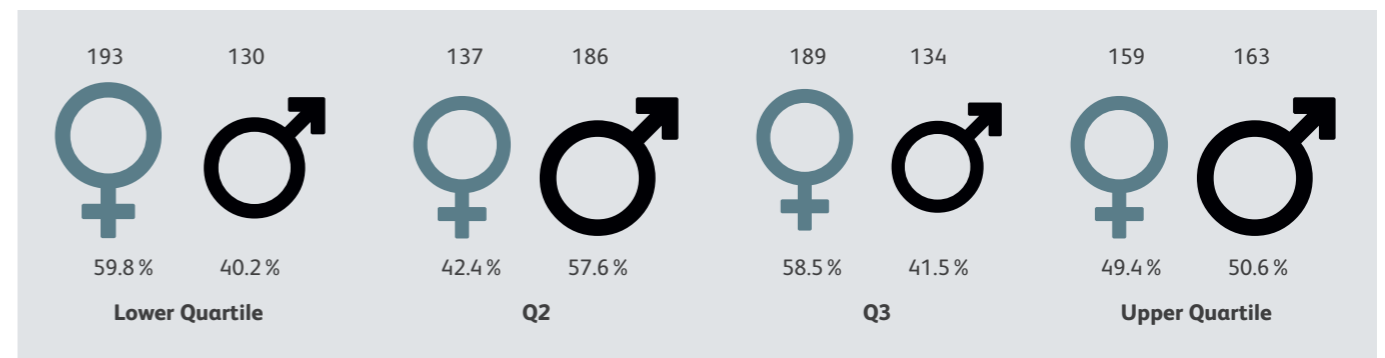 193 130 137 186 189 134 159 163
59.8 % 40.2 % 42.4 % 57.6 % 58.5 % 41.5 % 49.4 % 50.6 %
Lower Quartile Q2 Q3 Upper Quartile